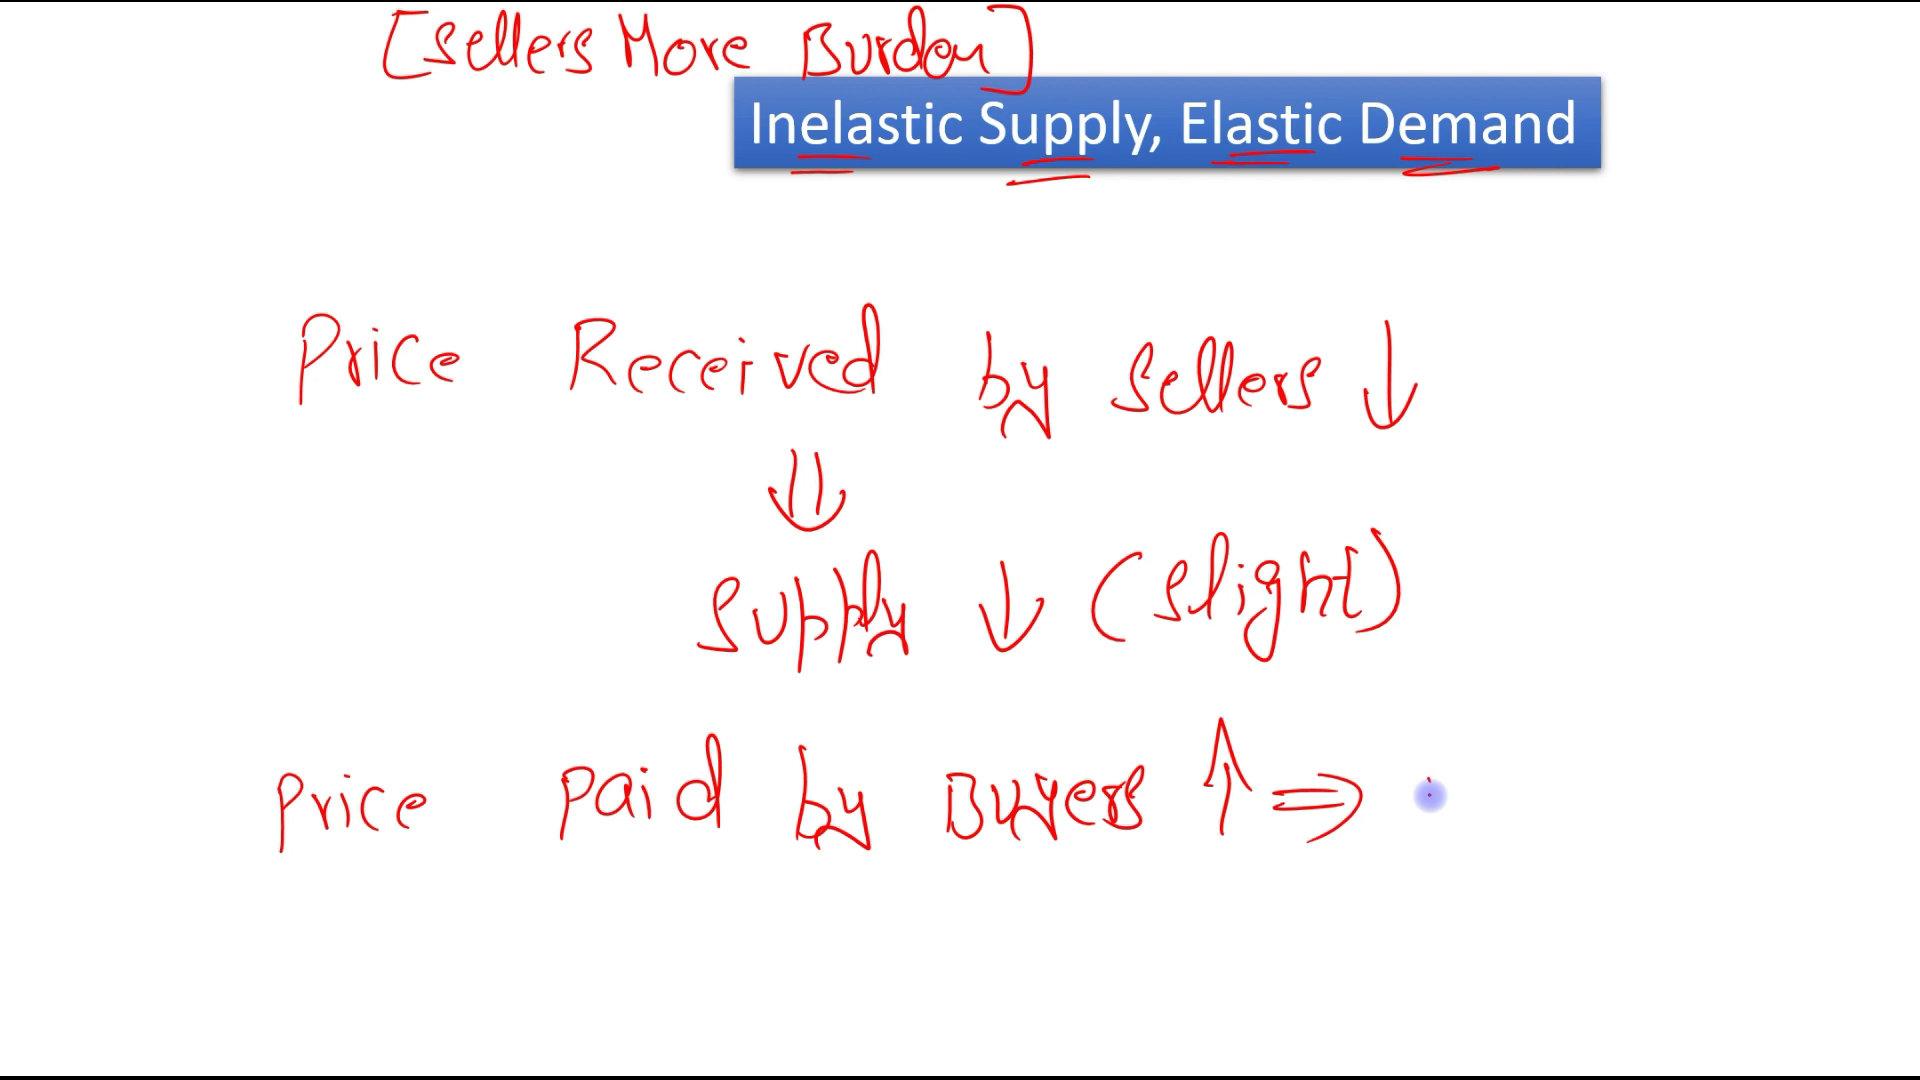 [Sellers More Burden]
Inelastic Supply, Elastic Demand
Price Received by Sellers ↓
⇓
Supply ↓ (slight)
Price paid by Buyers ↑ ⇒